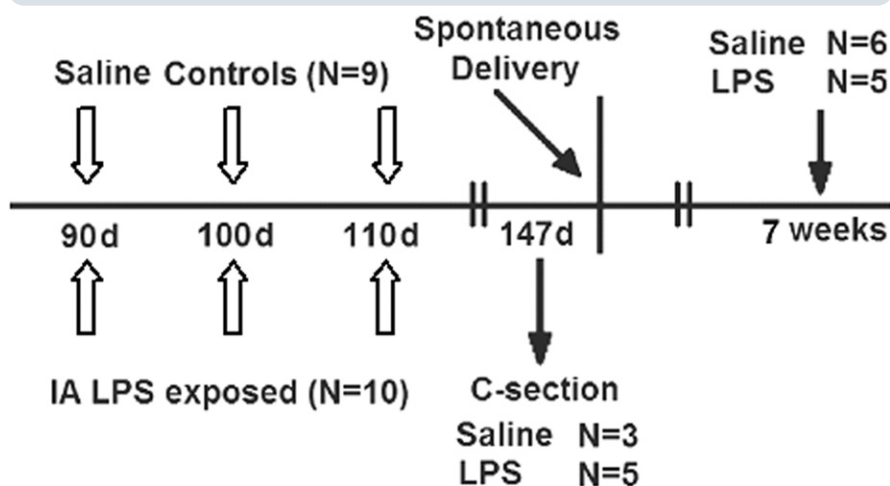 Spontaneous
Delivery
Saline N=6
LPS N=5
Saline Controls (N=9)
90d 100d 110d 147d 7 weeks
IA LPS exposed (N=10)
C-section
Saline N=3
LPS N=5